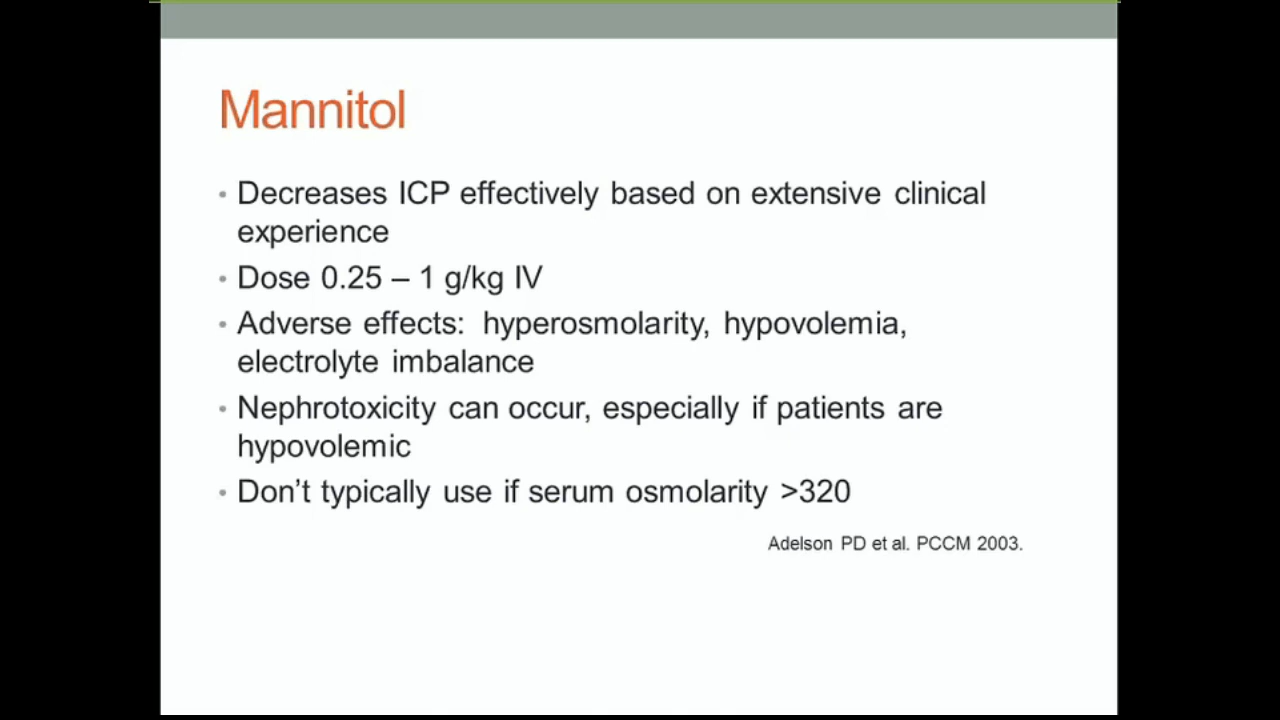 Mannitol
• Decreases ICP effectively based on extensive clinical
experience
• Dose 0.25 – 1 g/kg IV
• Adverse effects:  hyperosmolarity, hypovolemia,
electrolyte imbalance
• Nephrotoxicity can occur, especially if patients are
hypovolemic
• Don’t typically use if serum osmolarity >320
Adelson PD et al. PCCM 2003.